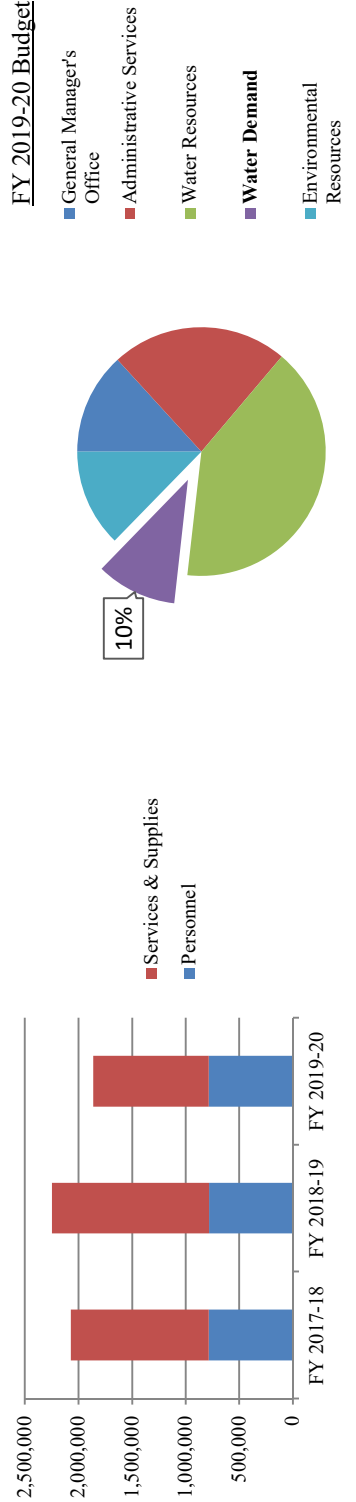 2,500,000
2,000,000
1,500,000
1,000,000
500,000
0
FY 2017-18
FY 2018-19
FY 2019-20
Services & Supplies
Personnel
10%
FY 2019-20 Budget
General Manager's
Office
Administrative Services
Water Resources
Water Demand
Environmental
Resources